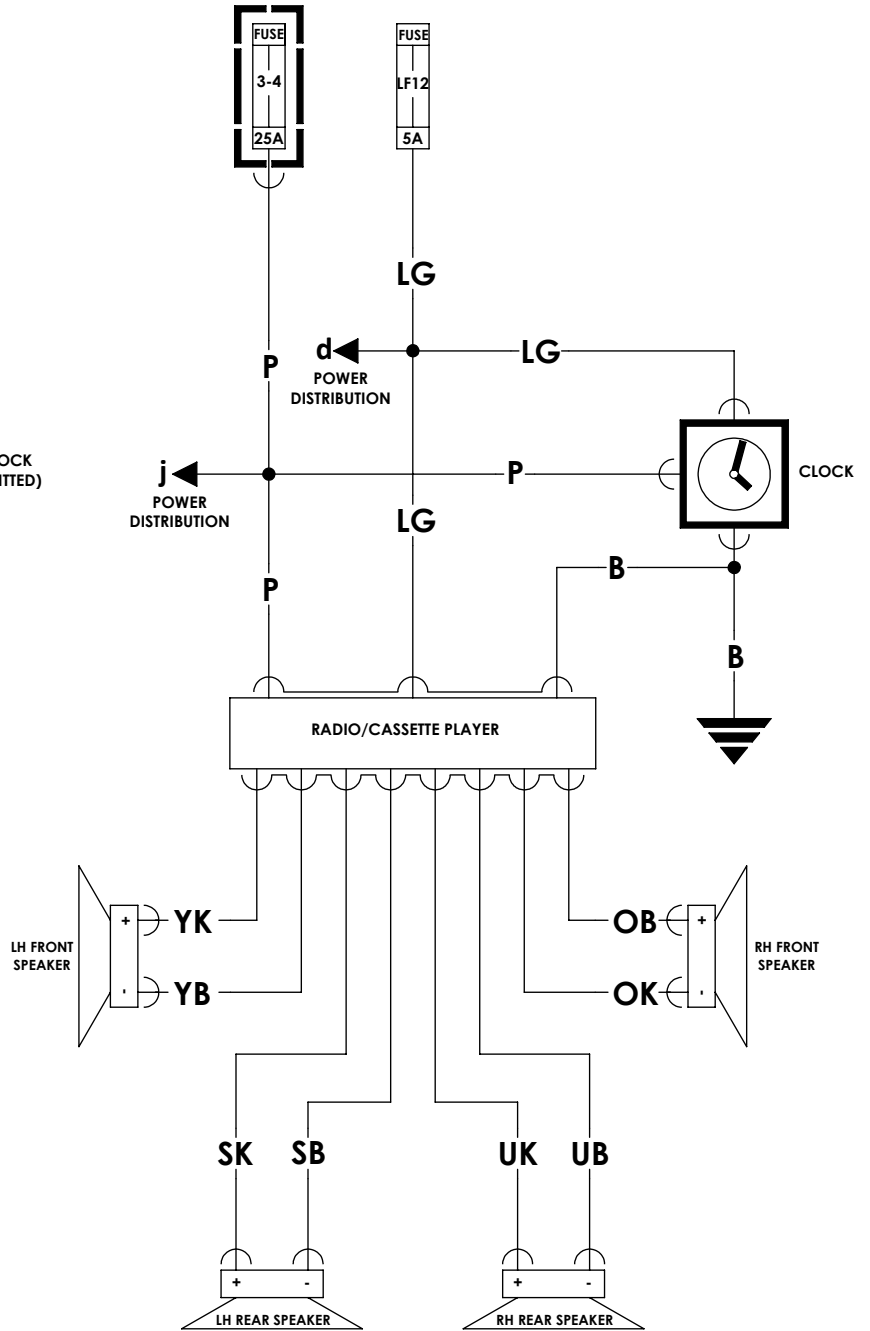 FUSE
3-4
25A
FUSE
LF12
5A
LG
d
LG
POWER
DISTRIBUTION
P
OCK
ITTED)
j
P
CLOCK
POWER
DISTRIBUTION
LG
P
B
B
RADIO/CASSETTE PLAYER
LH FRONT
SPEAKER
+
-
YK
YB
OB
OK
+
-
RH FRONT
SPEAKER
SK
SB
UK
UB
+ -
LH REAR SPEAKER
+ -
RH REAR SPEAKER